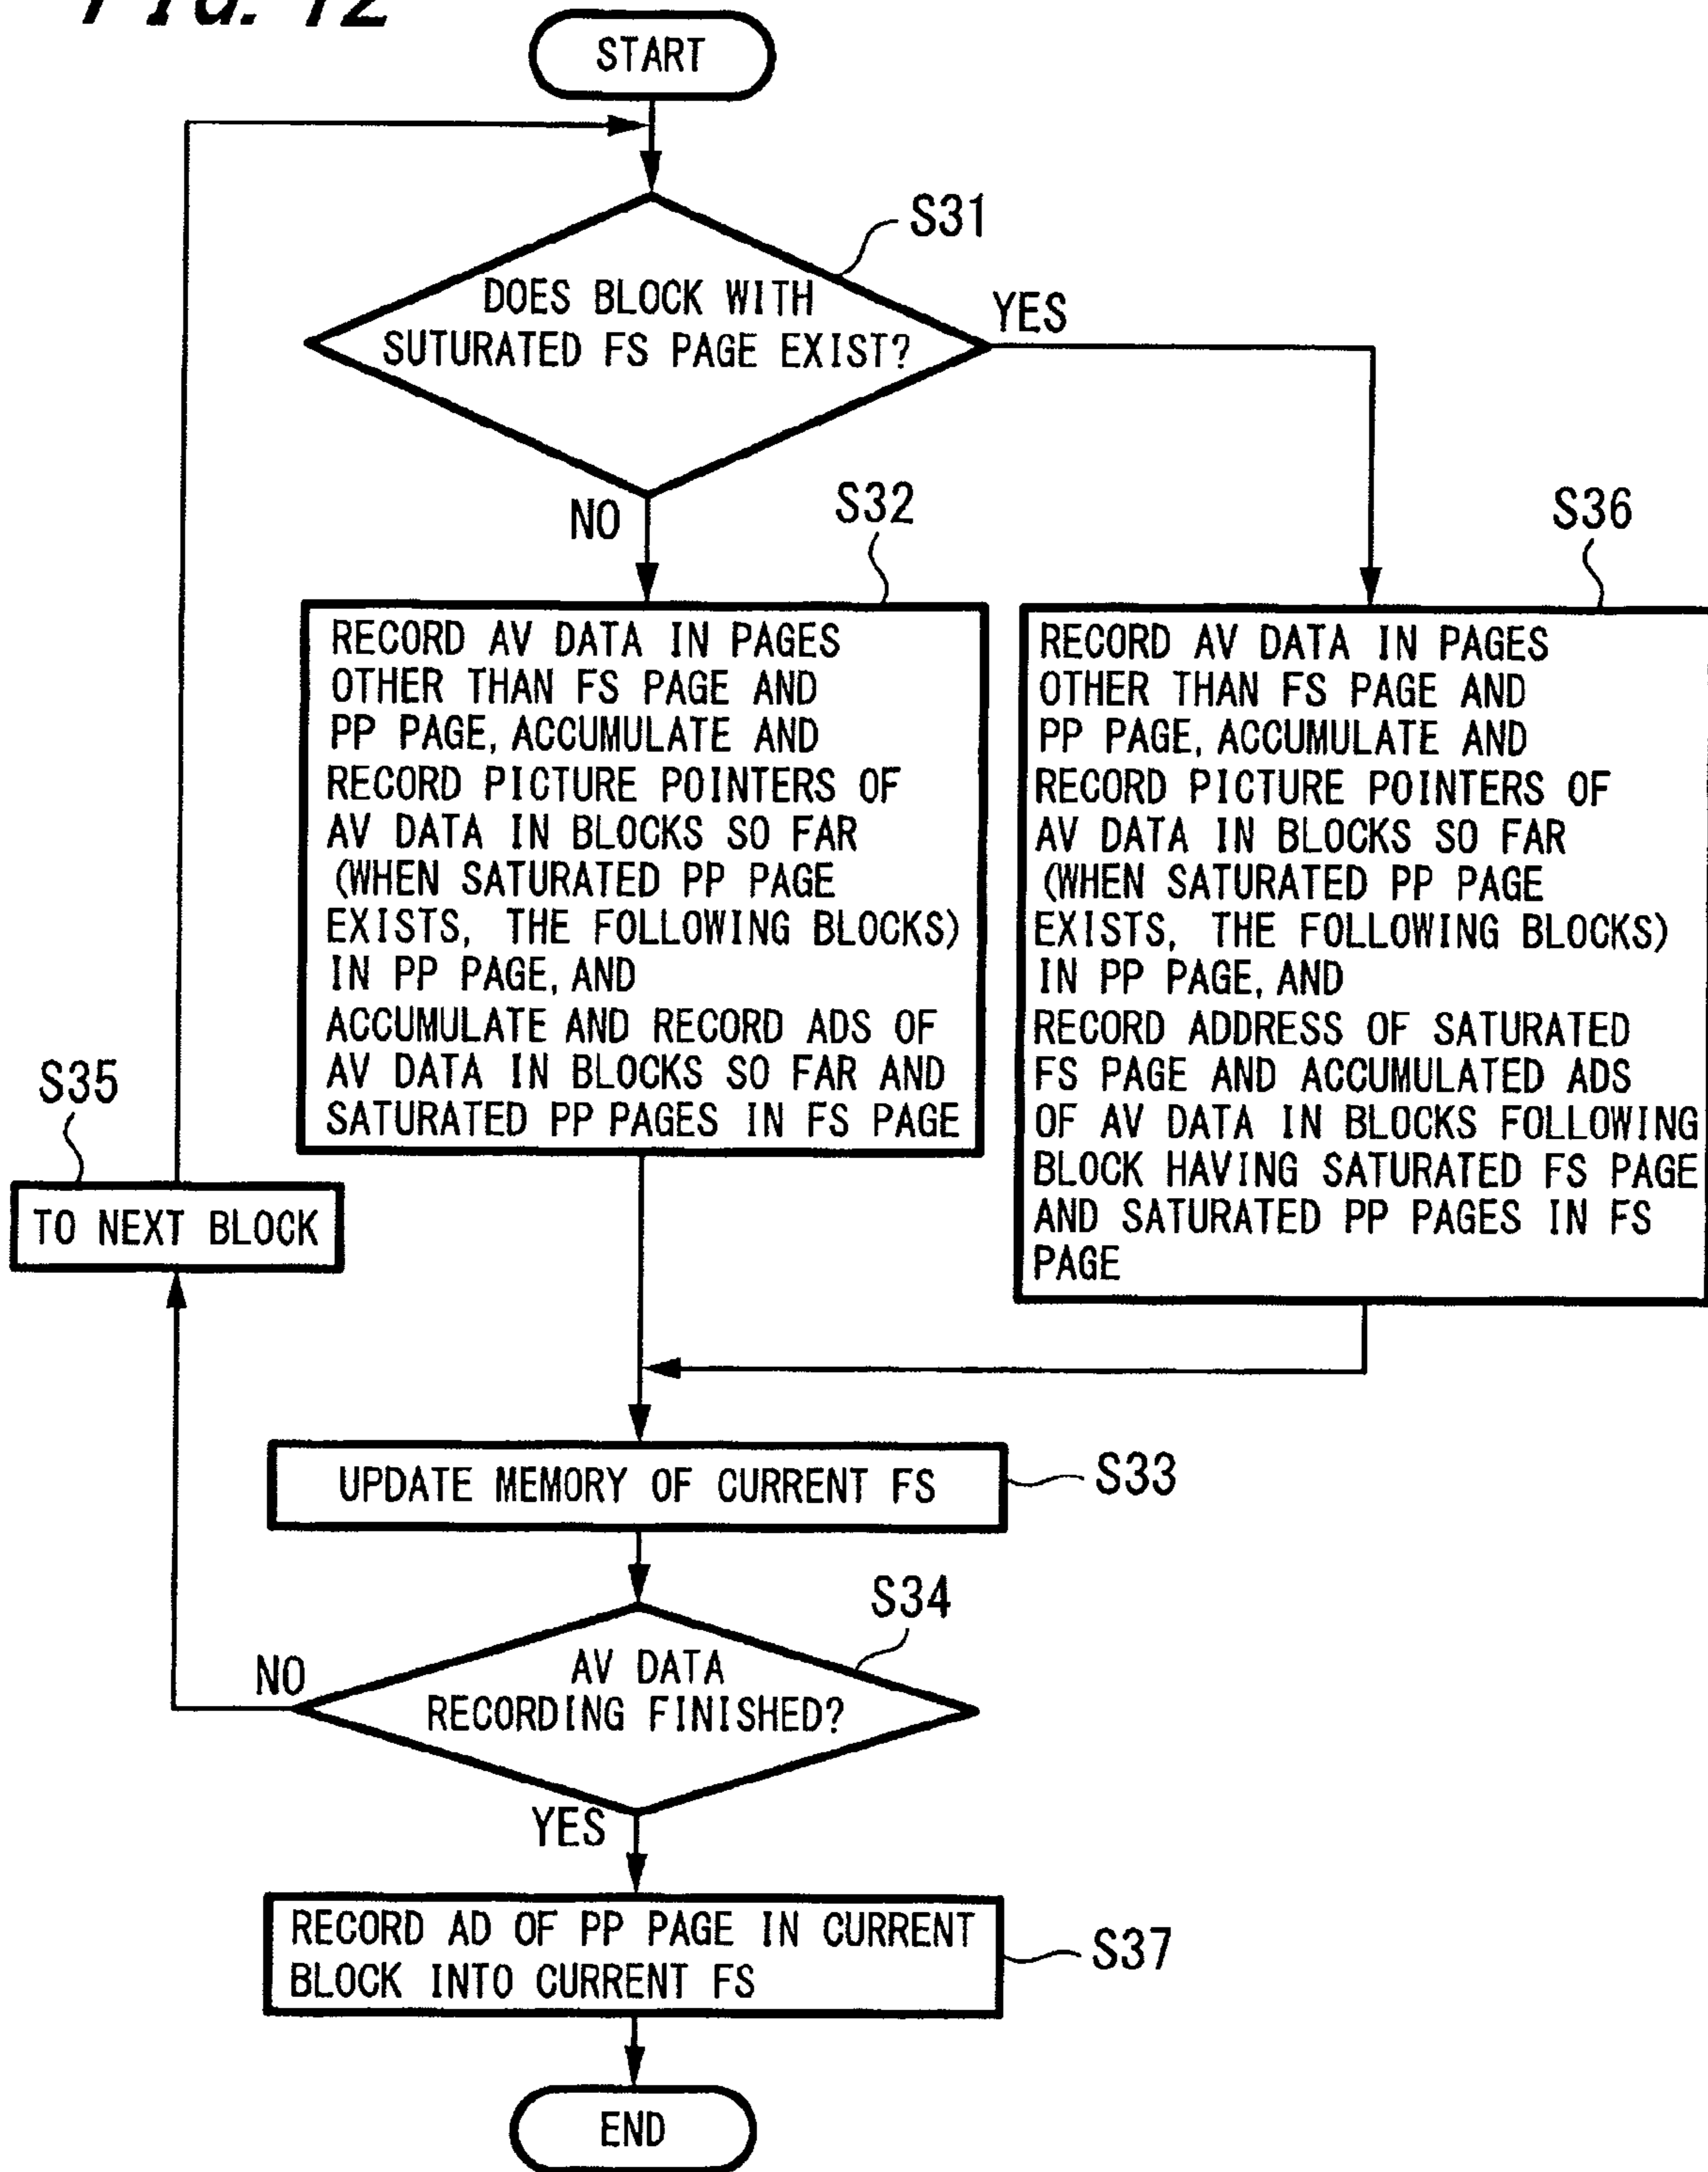 FIG. 12
START
S31
DOES BLOCK WITH
SUTURATED FS PAGE EXIST?
YES
NO
S32
RECORD AV DATA IN PAGES
OTHER THAN FS PAGE AND
PP PAGE, ACCUMULATE AND
RECORD PICTURE POINTERS OF
AV DATA IN BLOCKS SO FAR
(WHEN SATURATED PP PAGE
EXISTS, THE FOLLOWING BLOCKS)
IN PP PAGE, AND
ACCUMULATE AND RECORD ADS OF
AV DATA IN BLOCKS SO FAR AND
SATURATED PP PAGES IN FS PAGE
S36
RECORD AV DATA IN PAGES
OTHER THAN FS PAGE AND
PP PAGE, ACCUMULATE AND
RECORD PICTURE POINTERS OF
AV DATA IN BLOCKS SO FAR
(WHEN SATURATED PP PAGE
EXISTS, THE FOLLOWING BLOCKS)
IN PP PAGE, AND
RECORD ADDRESS OF SATURATED
FS PAGE AND ACCUMULATED ADS
OF AV DATA IN BLOCKS FOLLOWING
BLOCK HAVING SATURATED FS PAGE
AND SATURATED PP PAGES IN FS
PAGE
S35
TO NEXT BLOCK
UPDATE MEMORY OF CURRENT FS
S33
S34
AV DATA
RECORDING FINISHED?
NO
YES
RECORD AD OF PP PAGE IN CURRENT
BLOCK INTO CURRENT FS
S37
END